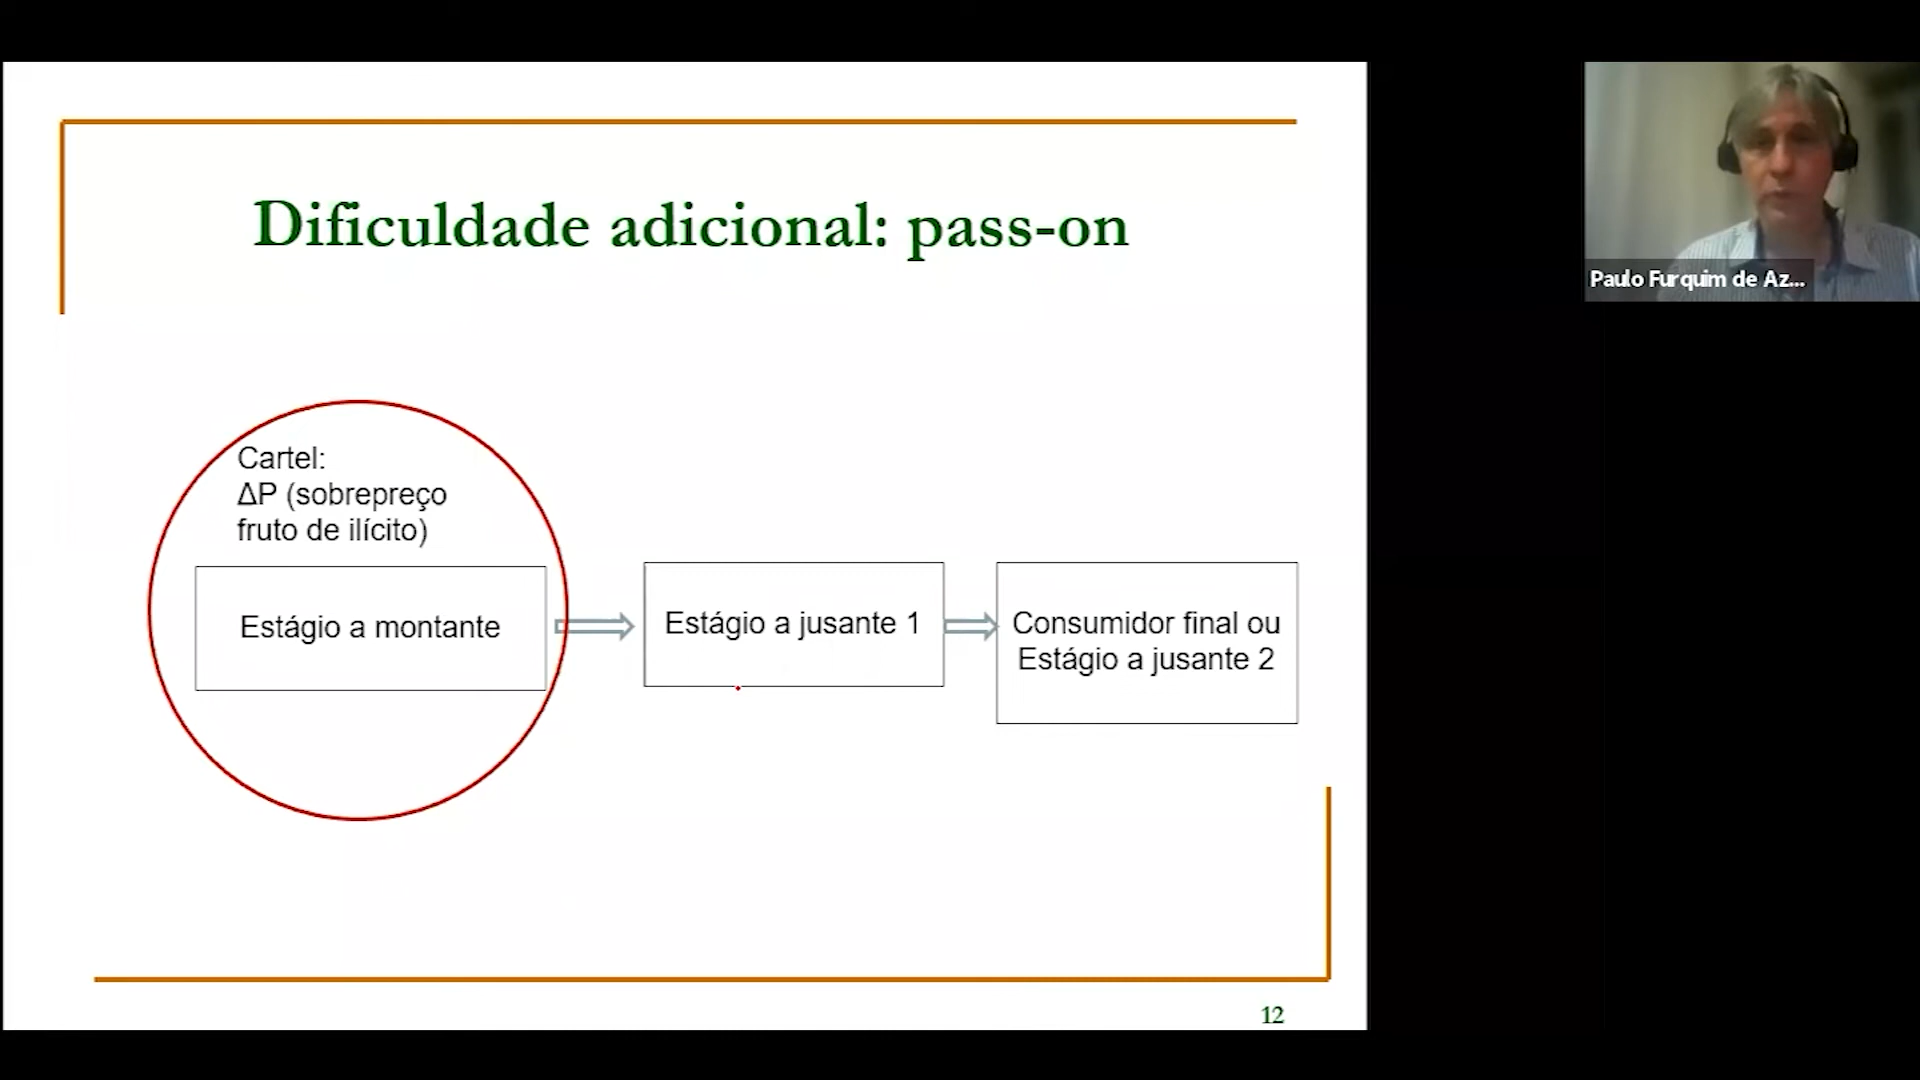 Dificuldade adicional: pass-on
Paulo Furquim de Az...
Cartel:
ΔP (sobrepreço
fruto de ilícito)
Estágio a montante
Estágio a jusante 1
Consumidor final ou
Estágio a jusante 2
12